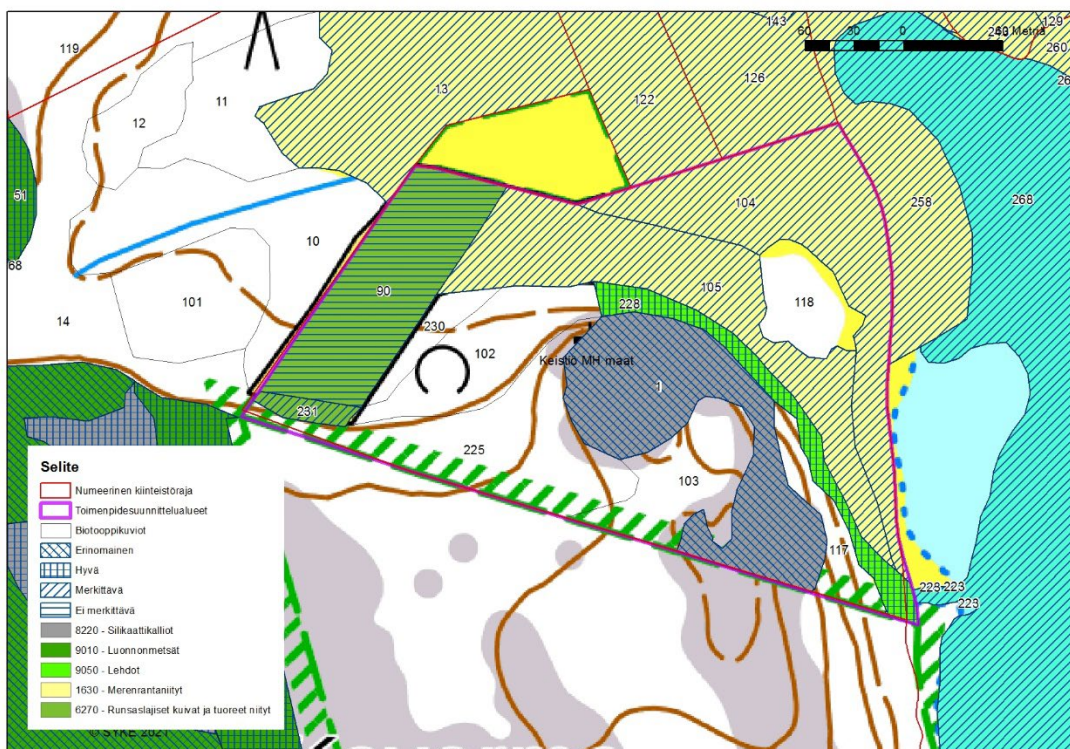 143
129
119
60 30 0 60 Metriä
260
13
126
11
122
12
51
104
258
268
10
90
105
68
101
118
14
228
230
102
Keistiö MH maat
1
231
225
103
117
223
223
Selite
Numeerinen kiinteistöraja
Toimenpidesuunnittelualueet
Biotooppikuviot
Erinomainen
Hyvä
Merkittävä
Ei merkittävä
8220 - Silikaattikalliot
9010 - Luonnonmetsät
9050 - Lehdot
1630 - Merenrantaniityt
6270 - Runsaslajiset kuivat ja tuoreet niityt
© SYKE 2021